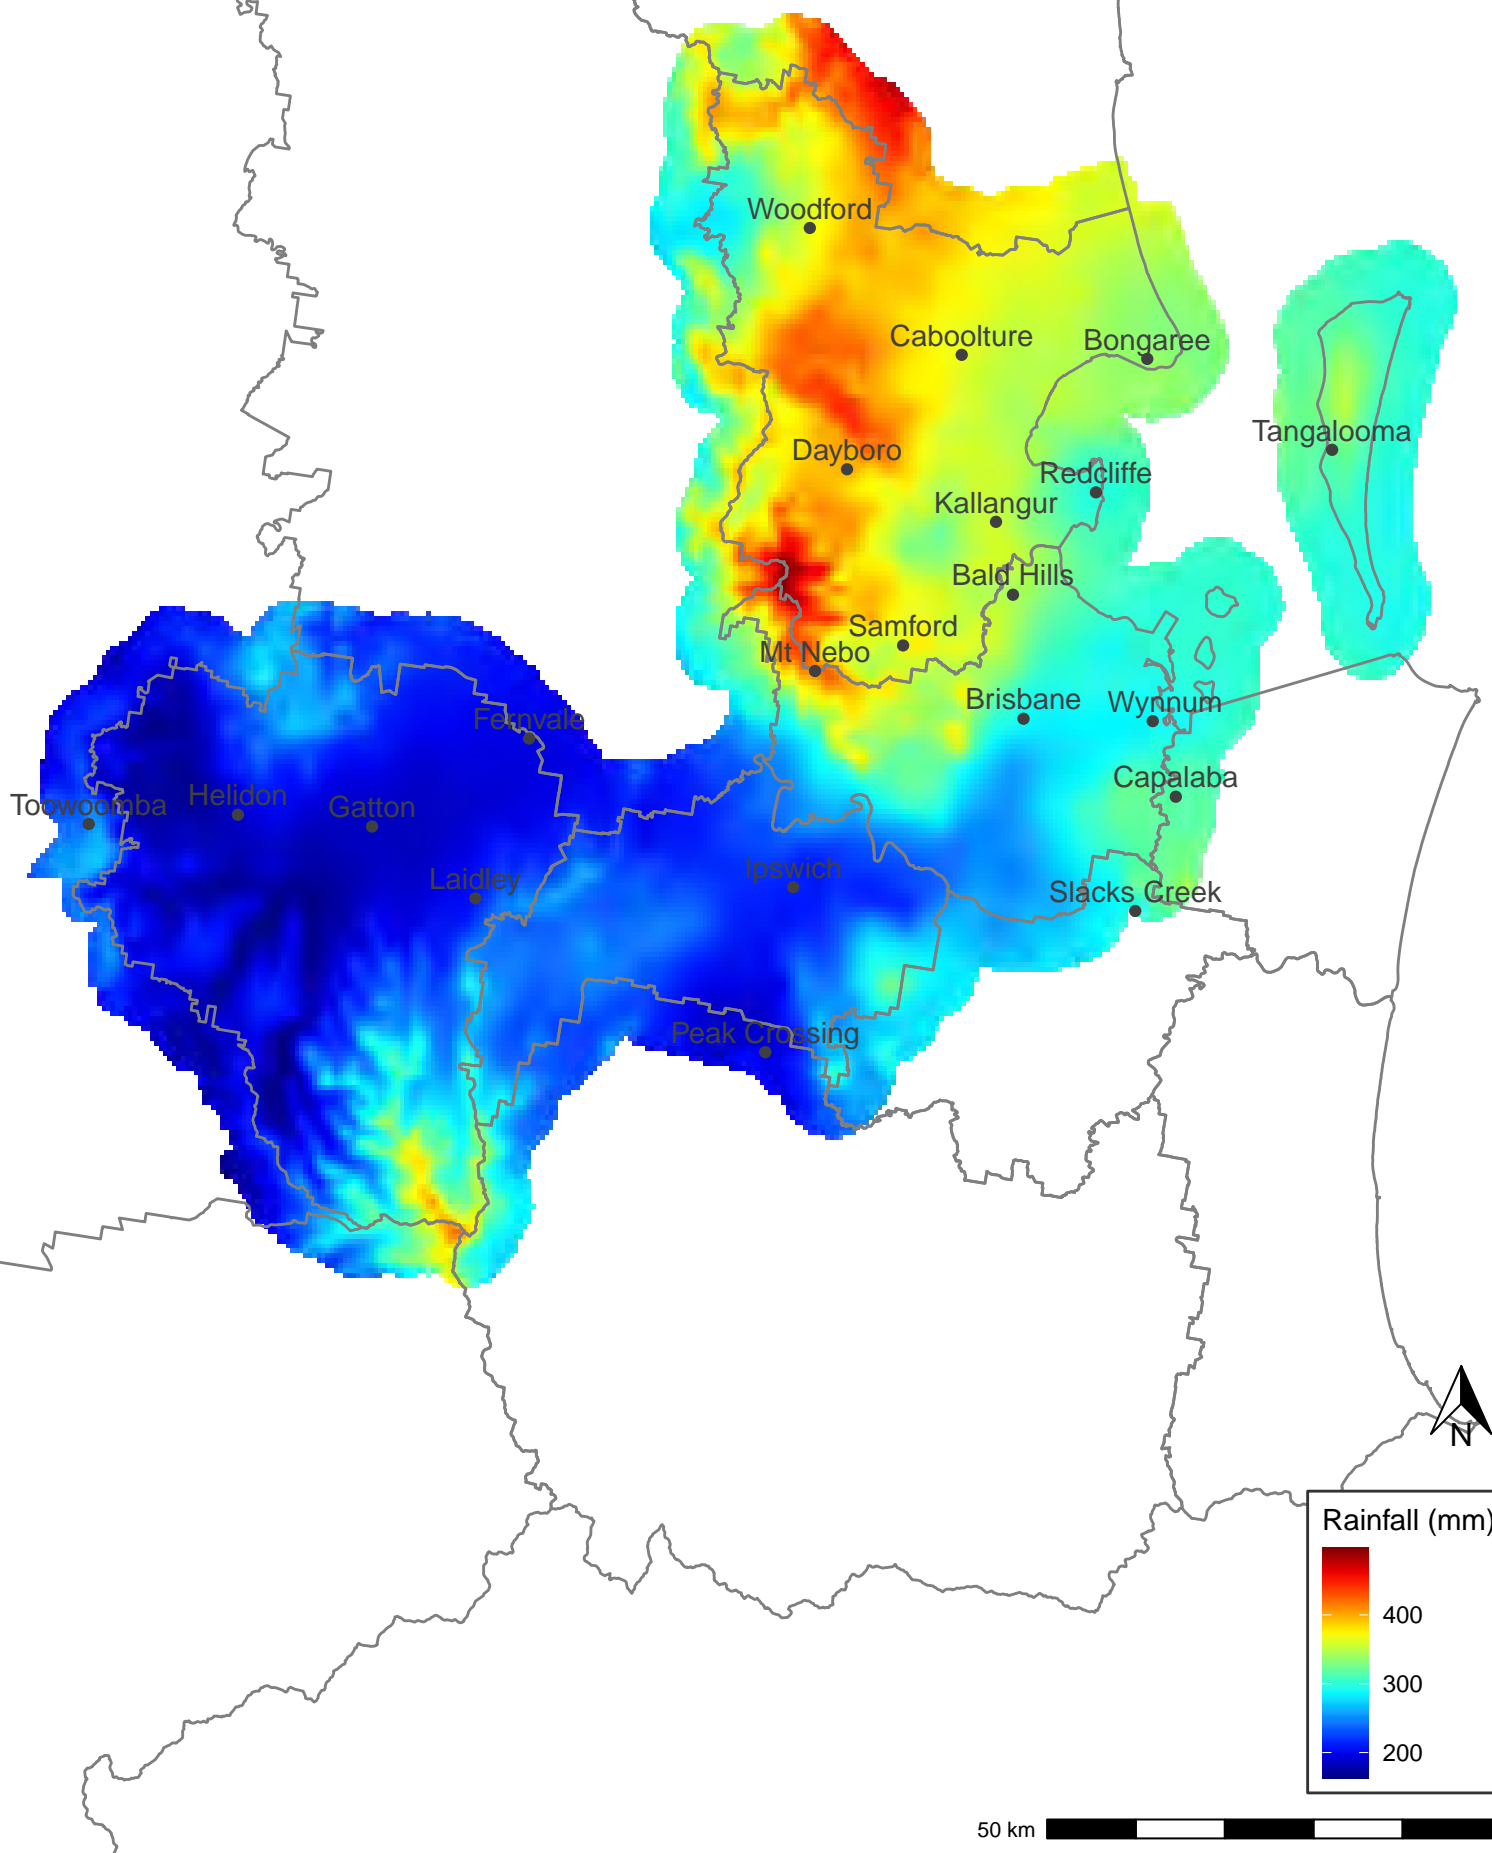 Woodford
Caboolture
Bongaree
Tangalooma
Dayboro
Redcliffe
Kallangur
Bald Hills
Samford
Mt Nebo
Brisbane
Wynnum
Fernvale
Capalaba
Toowoomba
Helidon
Gatton
Ipswich
Laidley
Slacks Creek
Peak Crossing
N
Rainfall (mm)
400
300
200
50 km